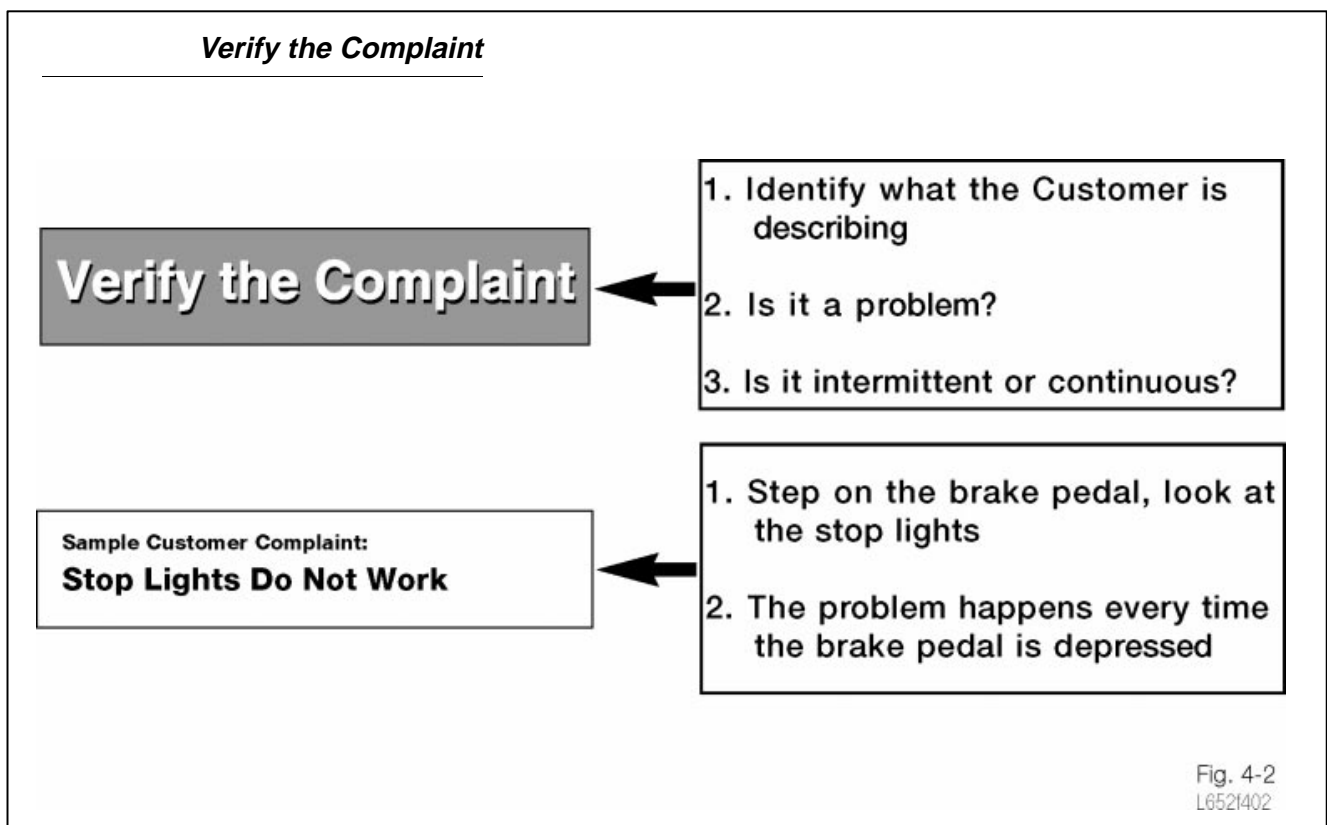 Verify the Complaint
Verify the Complaint
1. Identify what the Customer is
describing
2. Is it a problem?
3. Is it intermittent or continuous?
Sample Customer Complaint:
Stop Lights Do Not Work
1. Step on the brake pedal, look at
the stop lights
2. The problem happens every time
the brake pedal is depressed
Fig. 4-2
L652f402